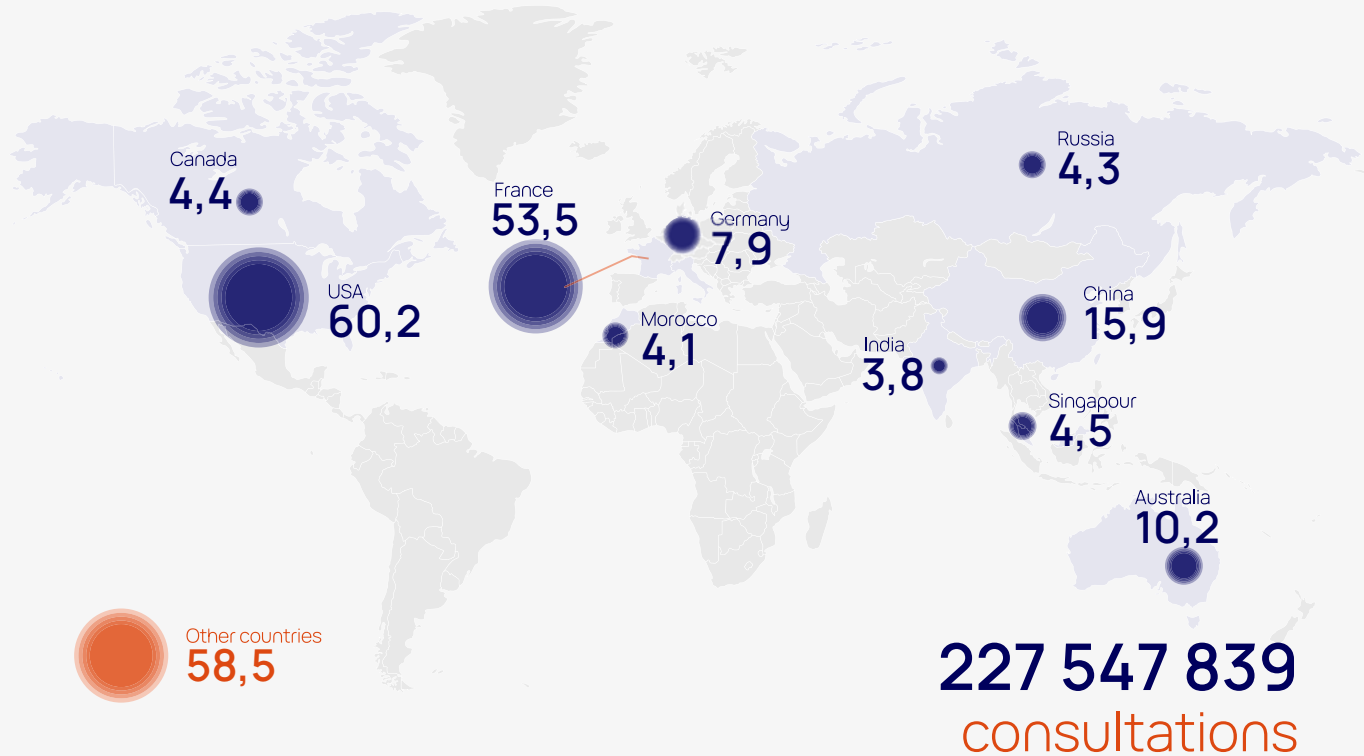 Canada
4,4
USA
60,2
France
53,5
Germany
7,9
Morocco
4,1
Russia
4,3
China
15,9
India
3,8
Singapour
4,5
Australia
10,2
Other countries
58,5
227 547 839
consultations